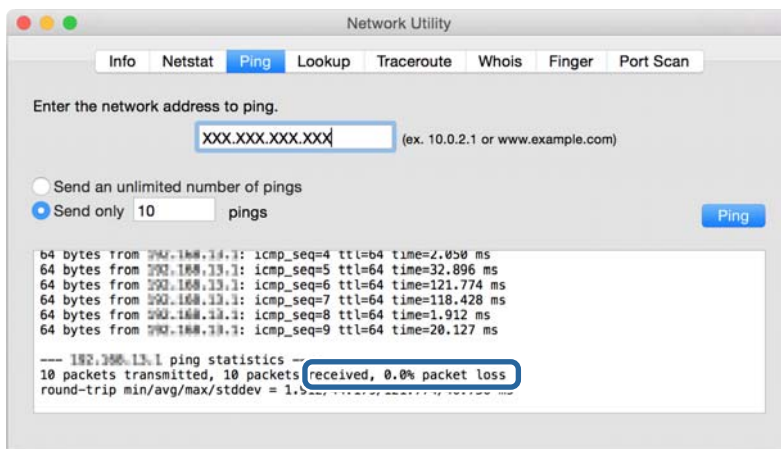 Network Utility
Info Netstat Ping Lookup Traceroute Whois Finger Port Scan
Enter the network address to ping.
XXX.XXX.XXX.XXX (ex. 10.0.2.1 or www.example.com)
Send an unlimited number of pings
Send only 10 pings
Ping
64 bytes from icmp_seq=4 ttl=64 time=2.050 ms
64 bytes from icmp_seq=5 ttl=64 time=32.896 ms
64 bytes from icmp_seq=6 ttl=64 time=121.774 ms
64 bytes from icmp_seq=7 ttl=64 time=118.428 ms
64 bytes from icmp_seq=8 ttl=64 time=1.912 ms
64 bytes from icmp_seq=9 ttl=64 time=20.127 ms
--- ping statistics --
10 packets transmitted, 10 packets received, 0.0% packet loss
round-trip min/avg/max/stddev = ms